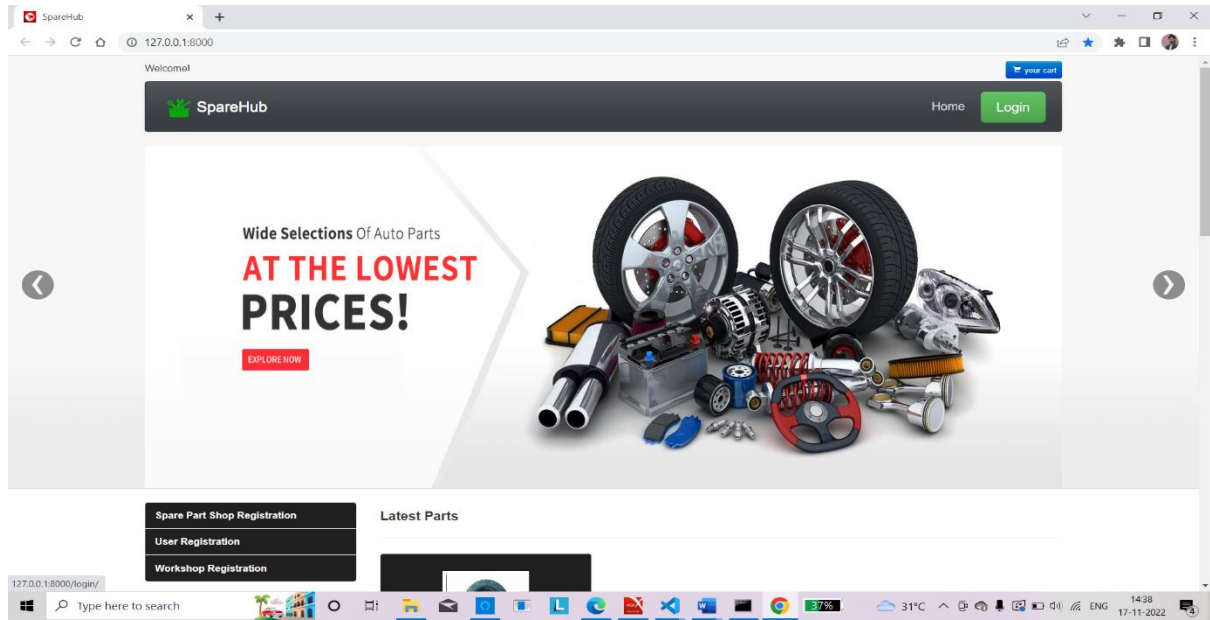 SpareHub
127.0.0.1:8000
Welcome!
your cart
SpareHub
Home
Login
Wide Selections Of Auto Parts
AT THE LOWEST
PRICES!
EXPLORE NOW
Spare Part Shop Registration
Latest Parts
User Registration
Workshop Registration
127.0.0.1:8000/login/
Type here to search
37%
31°C
ENG
14:38
17-11-2022
4